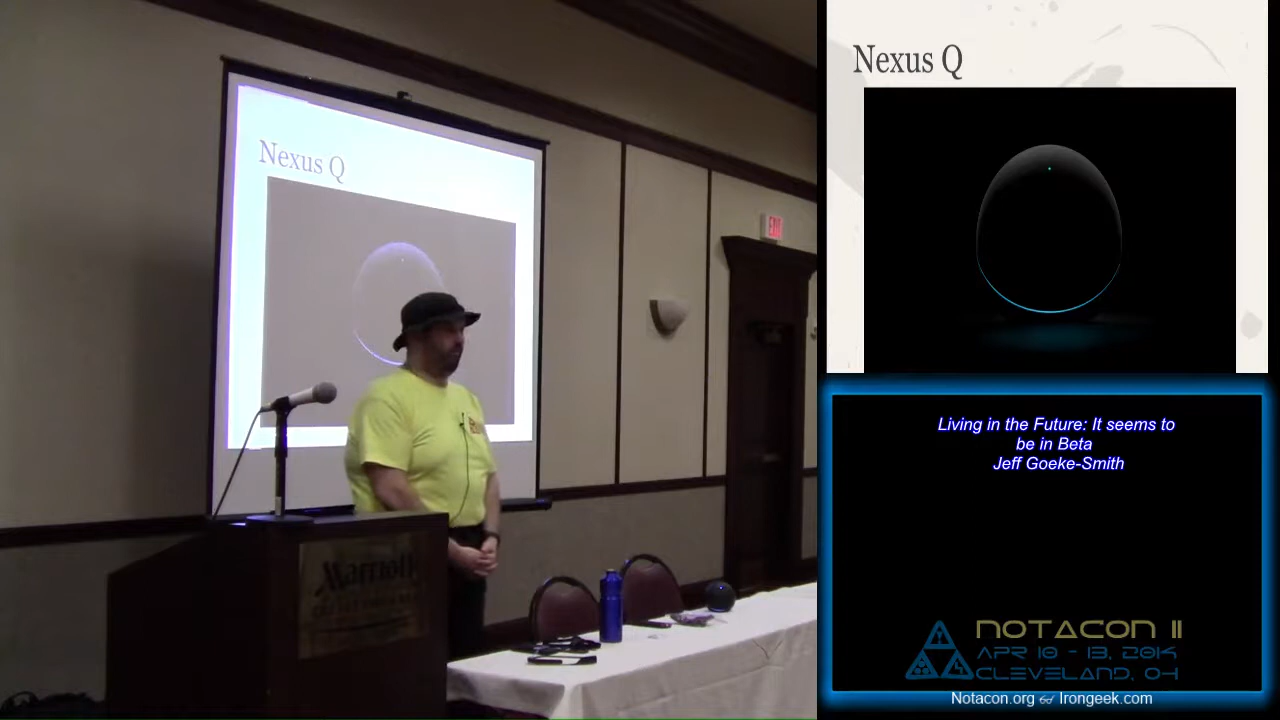 Nexus Q
EXIT
Marriott
Nexus Q
Living in the Future: It seems to
be in Beta
Jeff Goeke-Smith
NOTACON 11
APR 10 - 13, 2014
CLEVELAND, OH
Notacon.org Irongeek.com